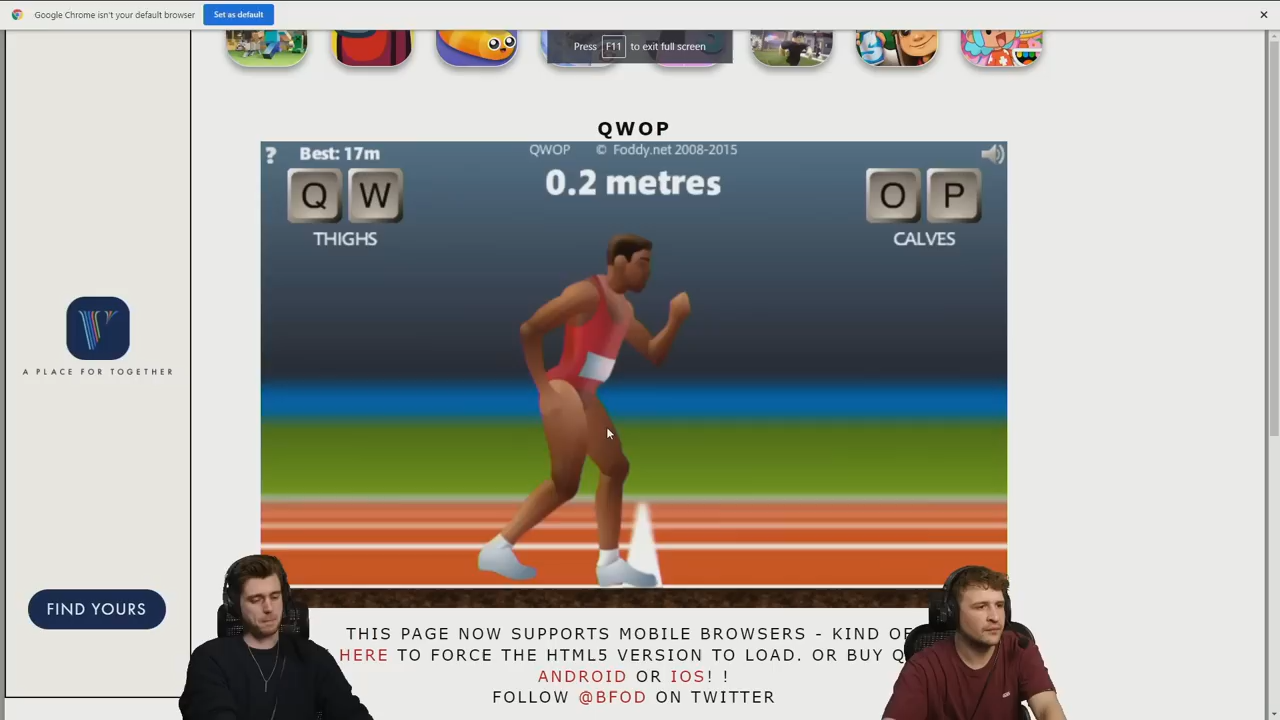 Google Chrome isn't your default browser
Set as default
Press F11 to exit full screen
QWOP
Best: 17m
QWOP © Foddy.net 2008-2015
?
0.2 metres
Q W
O P
THIGHS
CALVES
A PLACE FOR TOGETHER
FIND YOURS
THIS PAGE NOW SUPPORTS MOBILE BROWSERS - KIND OF
HERE TO FORCE THE HTML5 VERSION TO LOAD. OR BUY Q
ANDROID OR IOS! !
FOLLOW @BFOD ON TWITTER